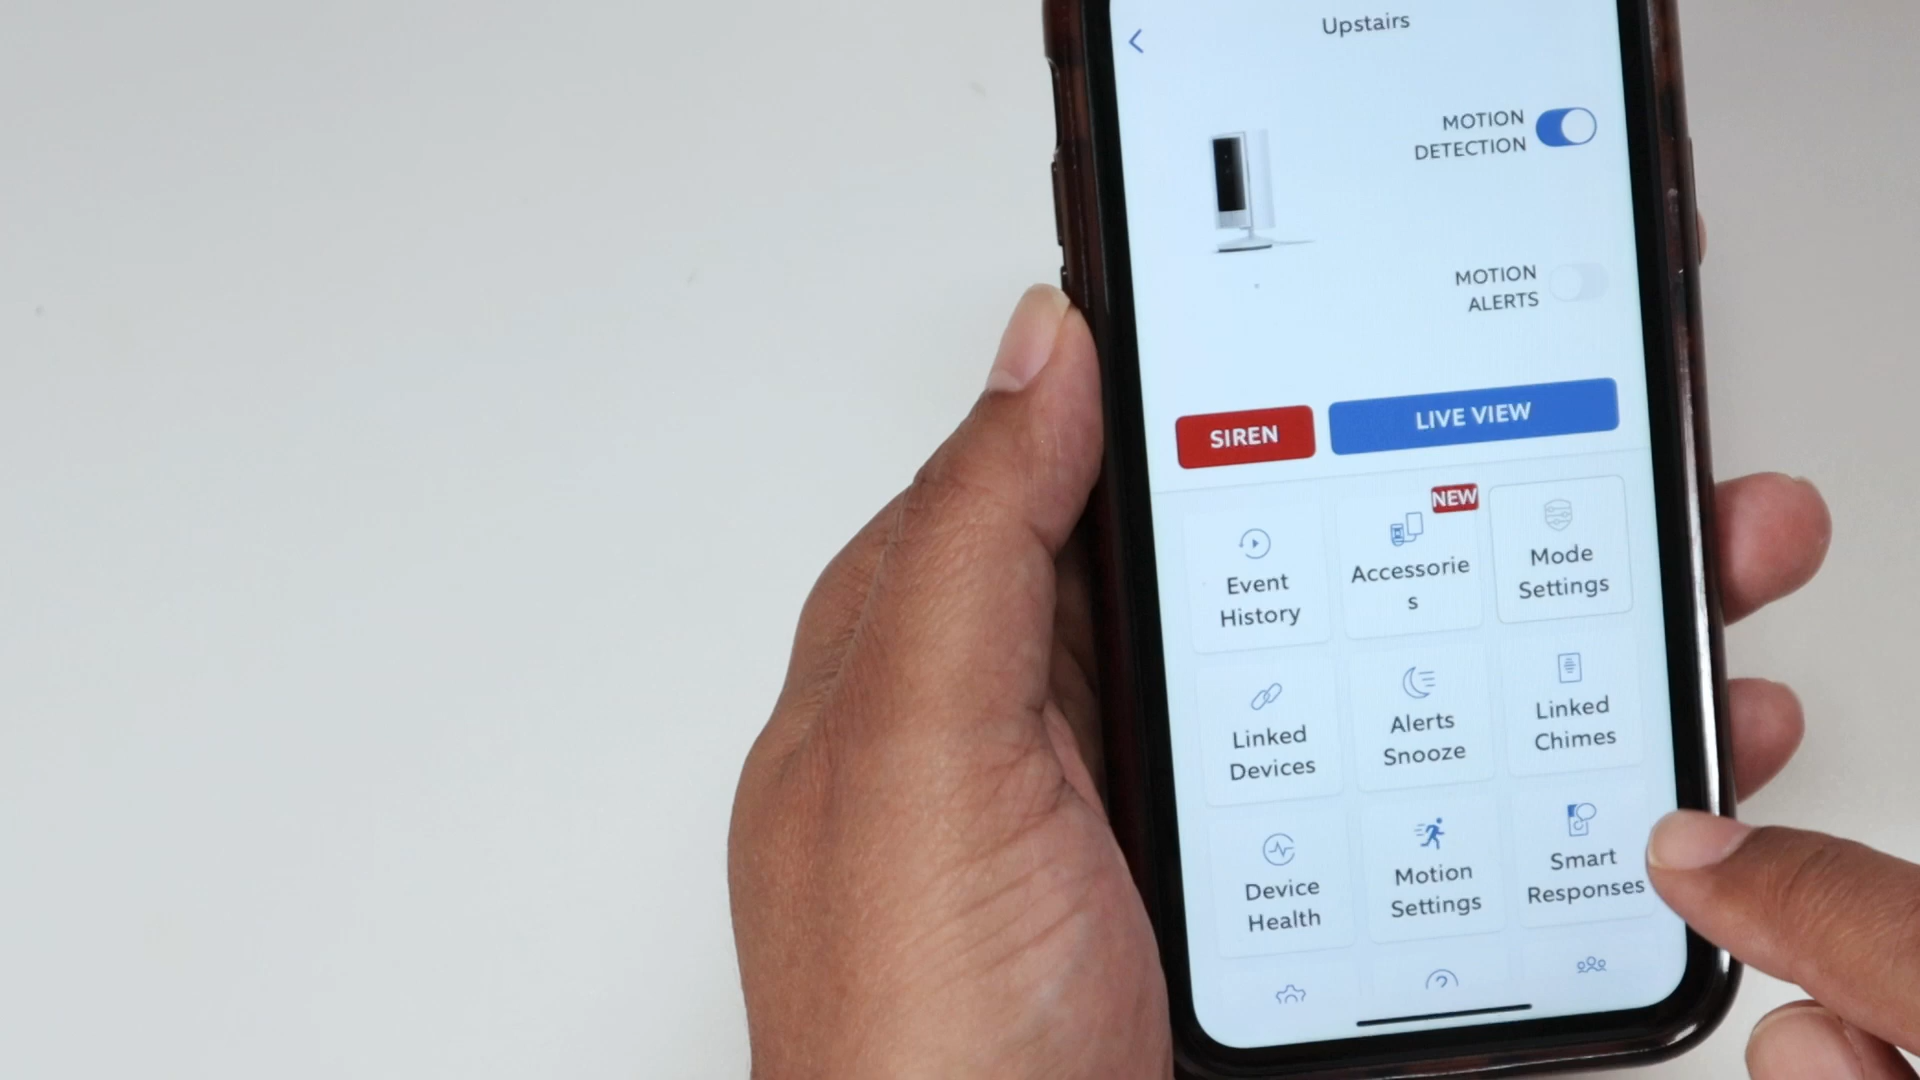 Upstairs
MOTION
DETECTION
MOTION
ALERTS
SIREN
LIVE VIEW
Event
History
NEW
Accessorie
s
Mode
Settings
Linked
Devices
Alerts
Snooze
Linked
Chimes
Device
Health
Motion
Settings
Smart
Responses